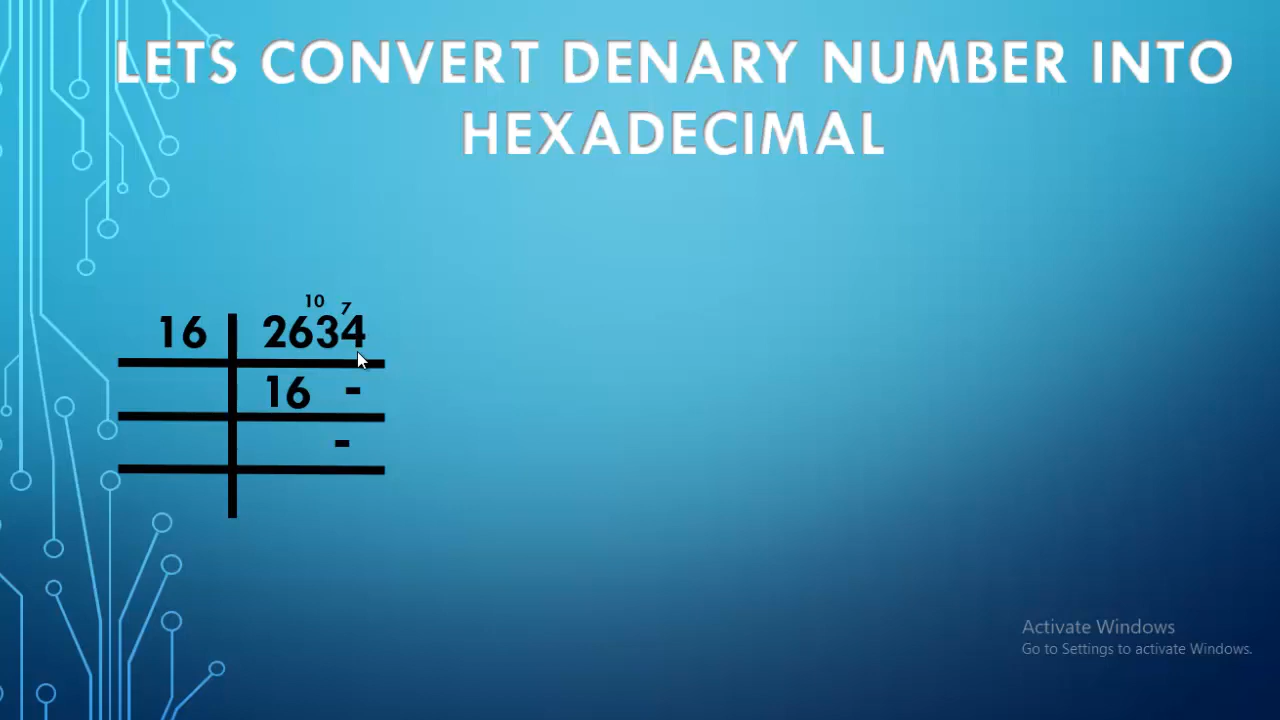 LETS CONVERT DENARY NUMBER INTO
HEXADECIMAL
10 7
16 2634
16 -
-
Activate Windows
Go to Settings to activate Windows.